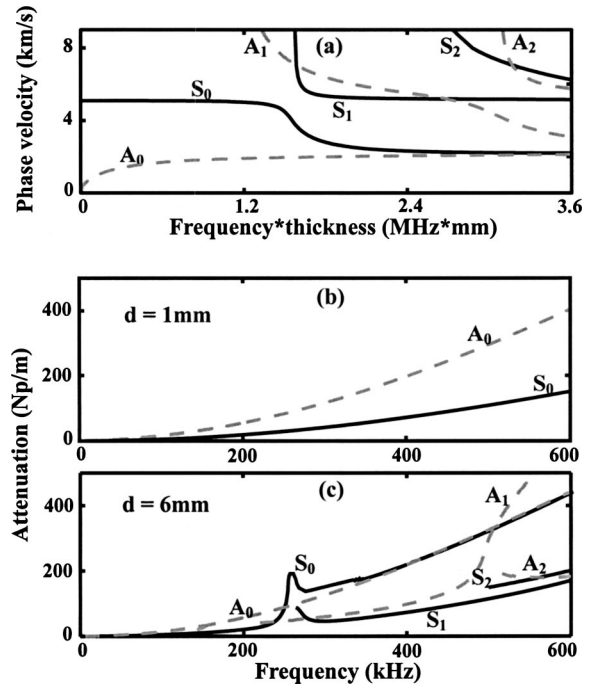 Phase velocity (km/s)
8
4
0
(a)
A1
S2
A2
S0
S1
A0
0 1.2 2.4 3.6
Frequency*thickness (MHz*mm)
Attenuation (Np/m)
400
200
0
(b)
d = 1mm
A0
S0
0 200 400 600
400
200
0
(c)
d = 6mm
A1
S0
S2
A2
A0
S1
0 200 400 600
Frequency (kHz)